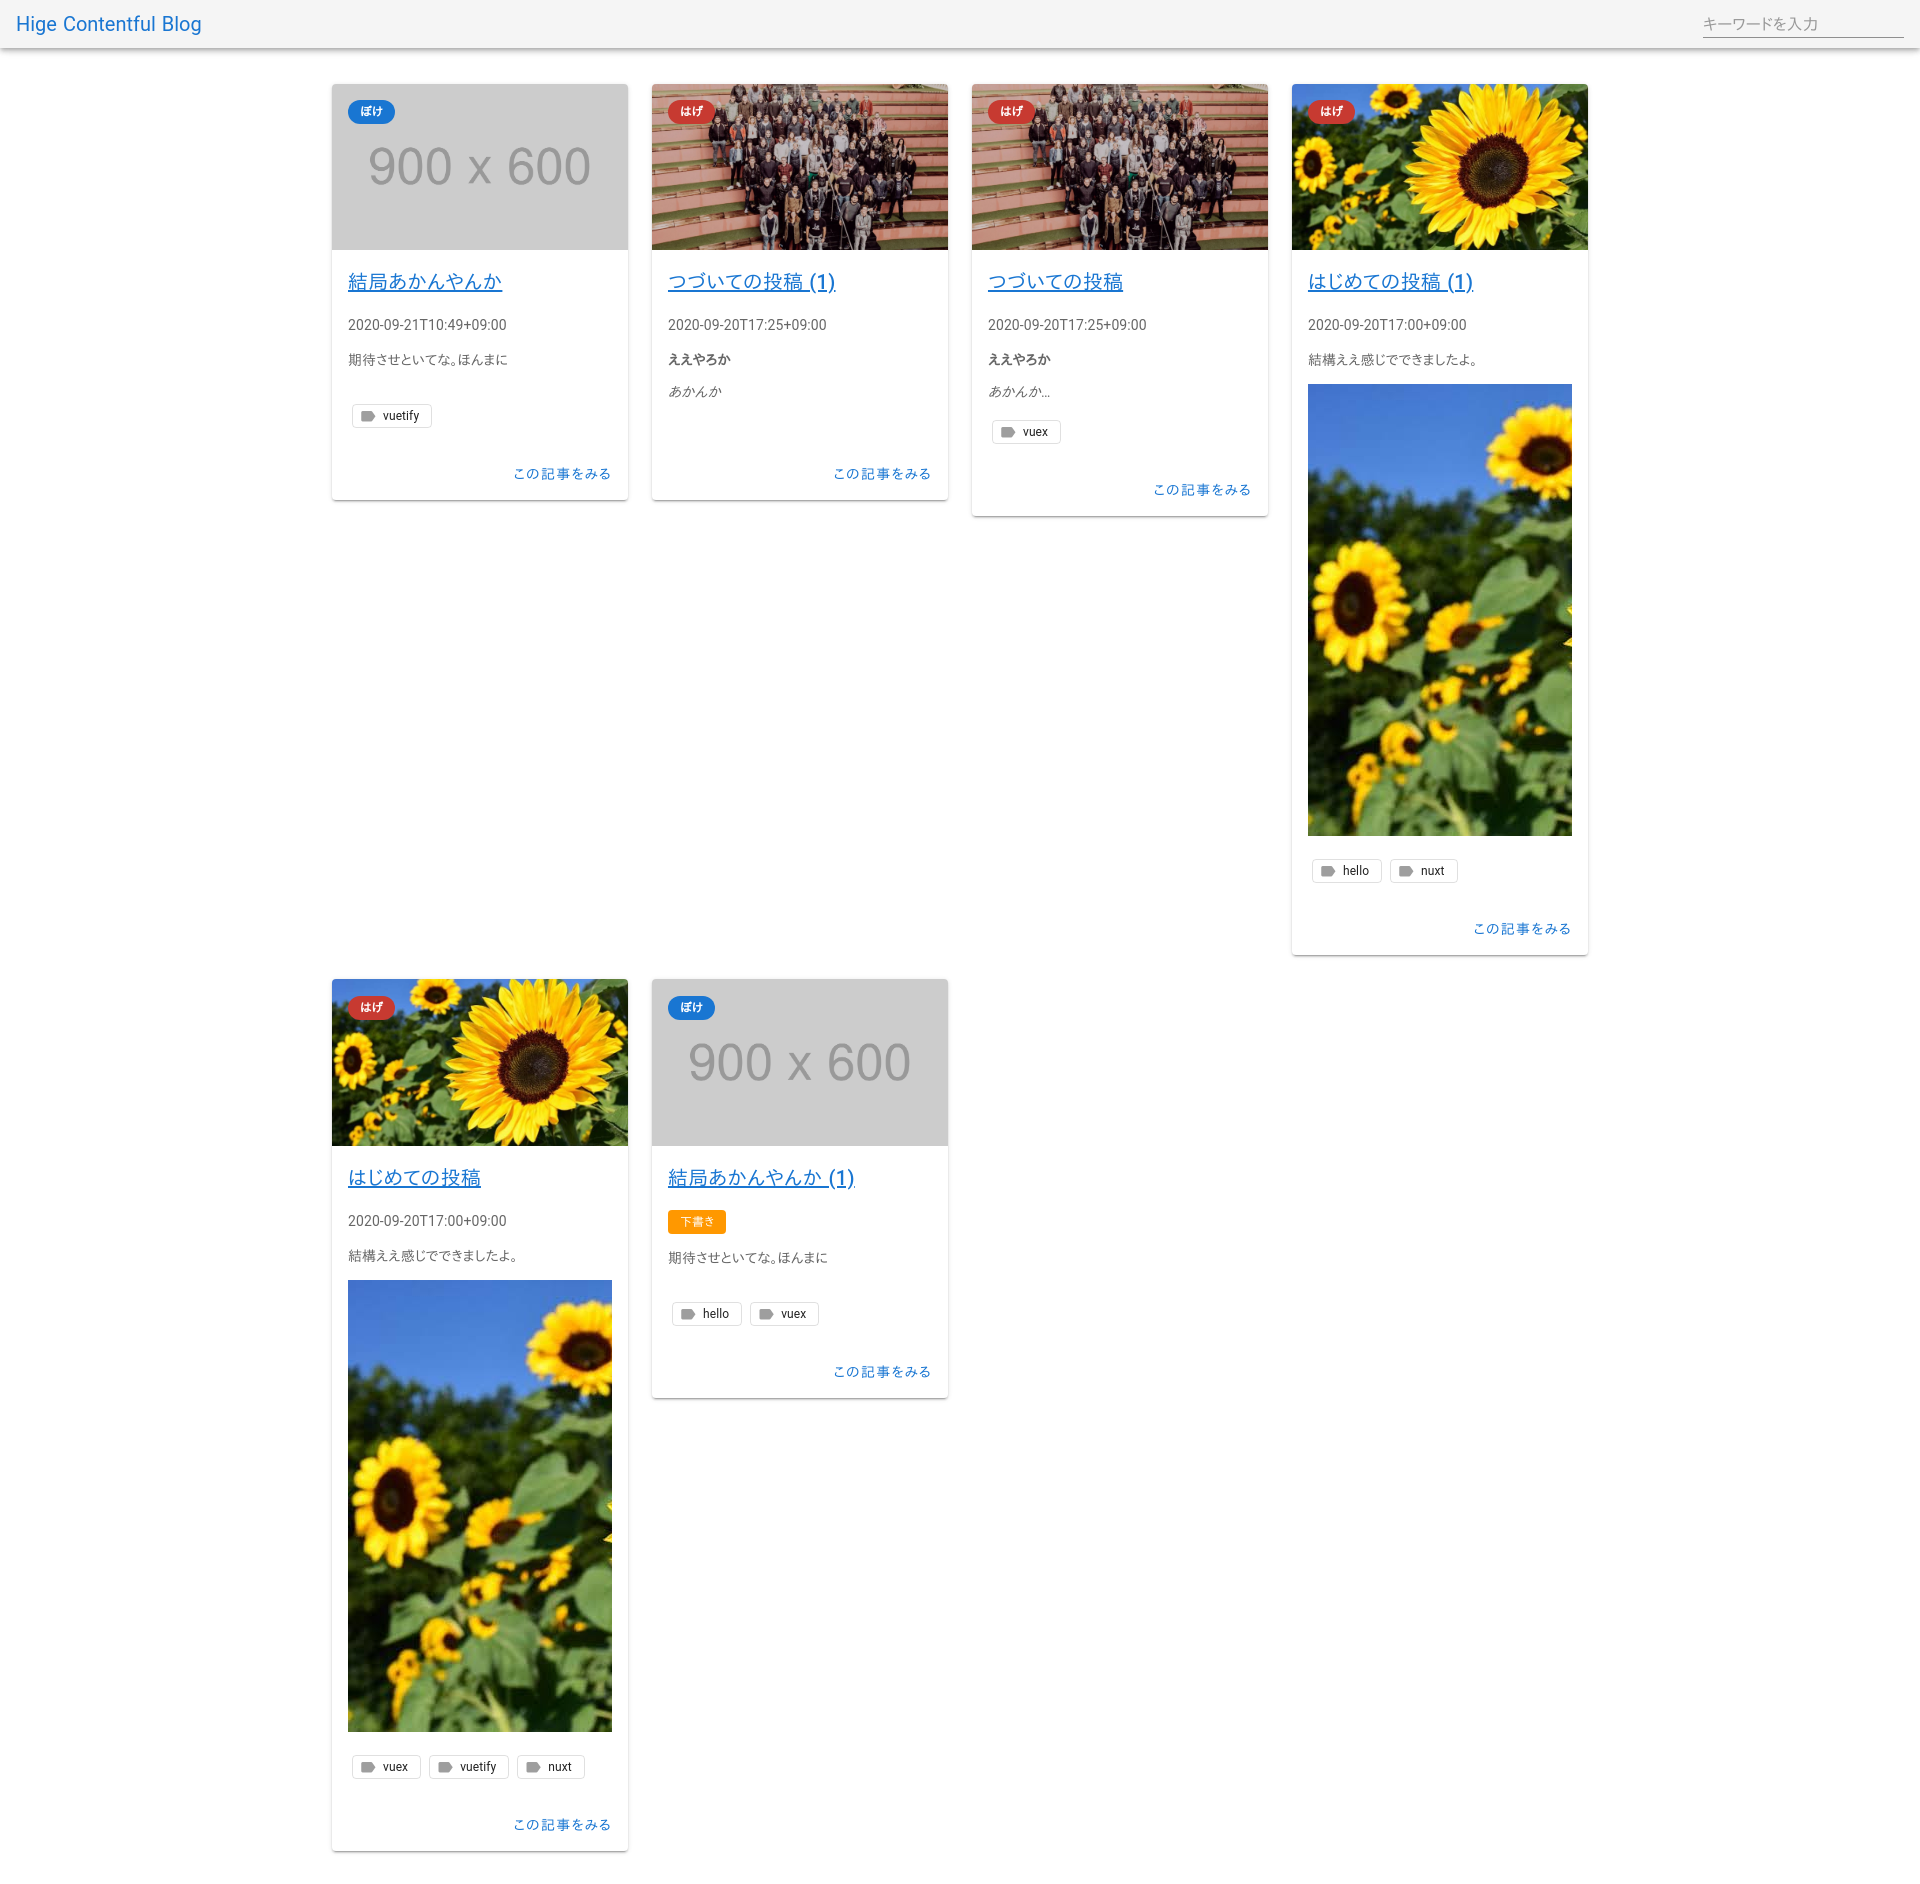 Hige Contentful Blog
キーワードを入力
ぼけ
900 x 600
結局あかんやんか
2020-09-21T10:49+09:00
期待させといてな。ほんまに
vuetify
この記事をみる
はげ
つづいての投稿 (1)
2020-09-20T17:25+09:00
ええやろか
あかんか
この記事をみる
はげ
つづいての投稿
2020-09-20T17:25+09:00
ええやろか
あかんか...
vuex
この記事をみる
はげ
はじめての投稿 (1)
2020-09-20T17:00+09:00
結構ええ感じでできましたよ。
hello nuxt
この記事をみる
はげ
はじめての投稿
2020-09-20T17:00+09:00
結構ええ感じでできましたよ。
vuex vuetify nuxt
この記事をみる
ぼけ
900 x 600
結局あかんやんか (1)
下書き
期待させといてな。ほんまに
hello vuex
この記事をみる